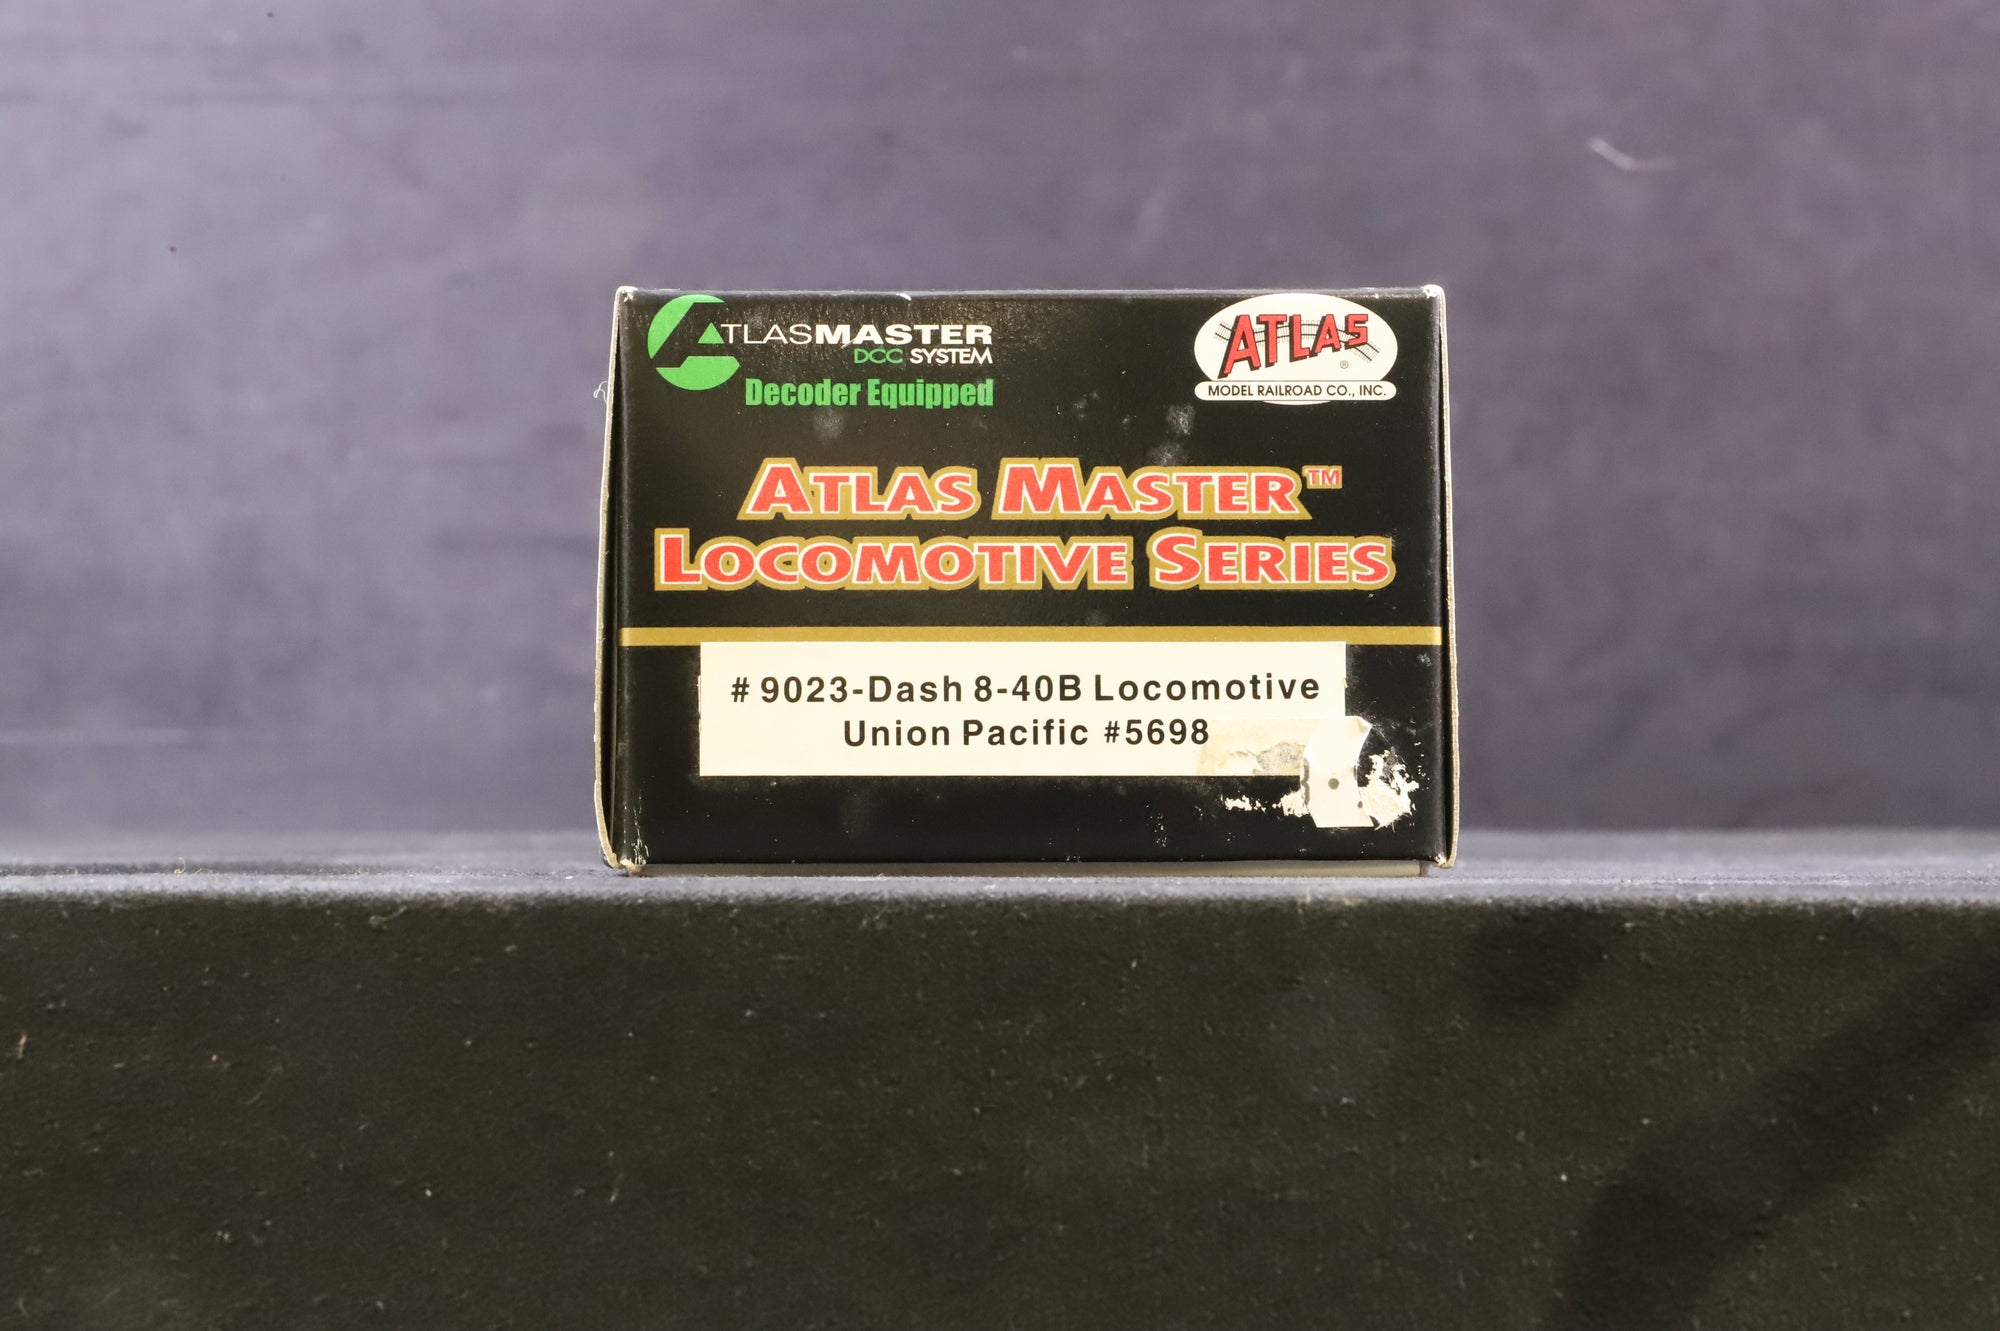 ATLASMASTER
DCC SYSTEM
Decoder Equipped
ATLAS
®
MODEL RAILROAD CO., INC.
ATLAS MASTER™
LOCOMOTIVE SERIES
# 9023-Dash 8-40B Locomotive
Union Pacific #5698